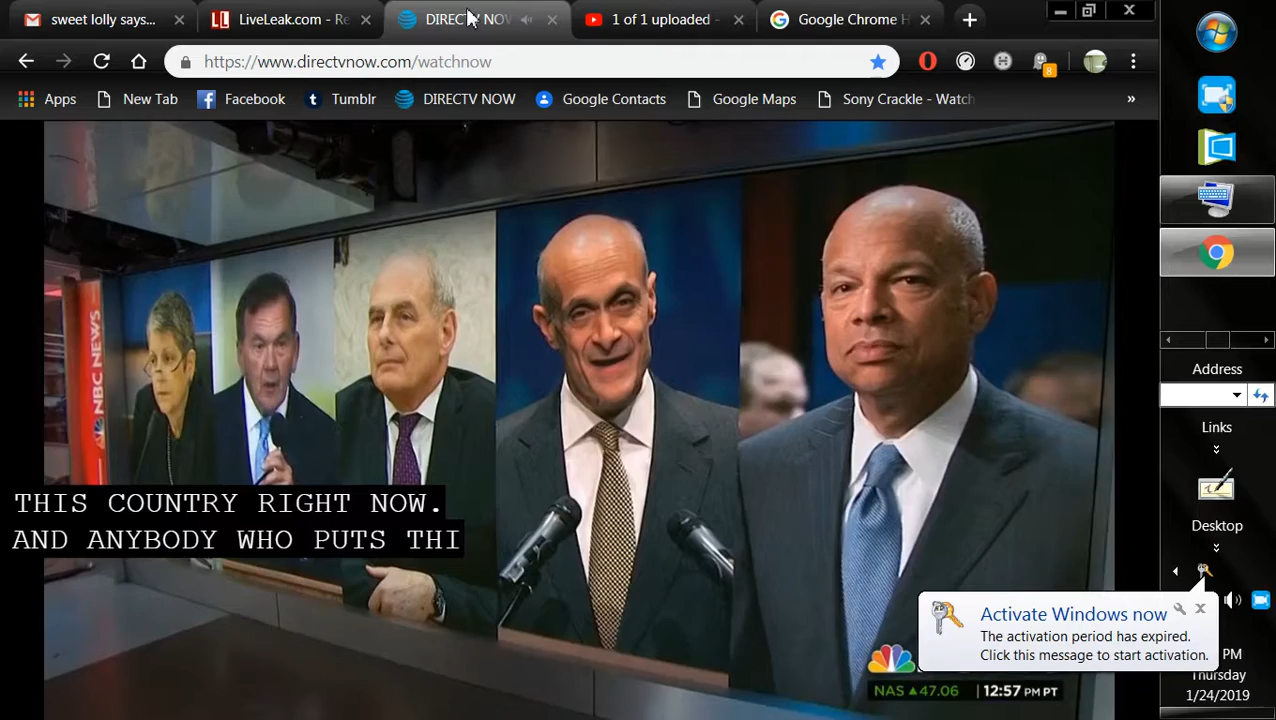 sweet lolly says...
LiveLeak.com - Re
DIRECTV NOW
1 of 1 uploaded -
Google Chrome H
https://www.directvnow.com/watchnow
8
Apps
New Tab
Facebook
Tumblr
DIRECTV NOW
Google Contacts
Google Maps
Sony Crackle - Watch
»
NBC NEWS
THIS COUNTRY RIGHT NOW.
AND ANYBODY WHO PUTS THI
NAS ▲47.06
12:57 PM PT
Address
Links
Desktop
Activate Windows now
The activation period has expired.
Click this message to start activation.
PM
Thursday
1/24/2019